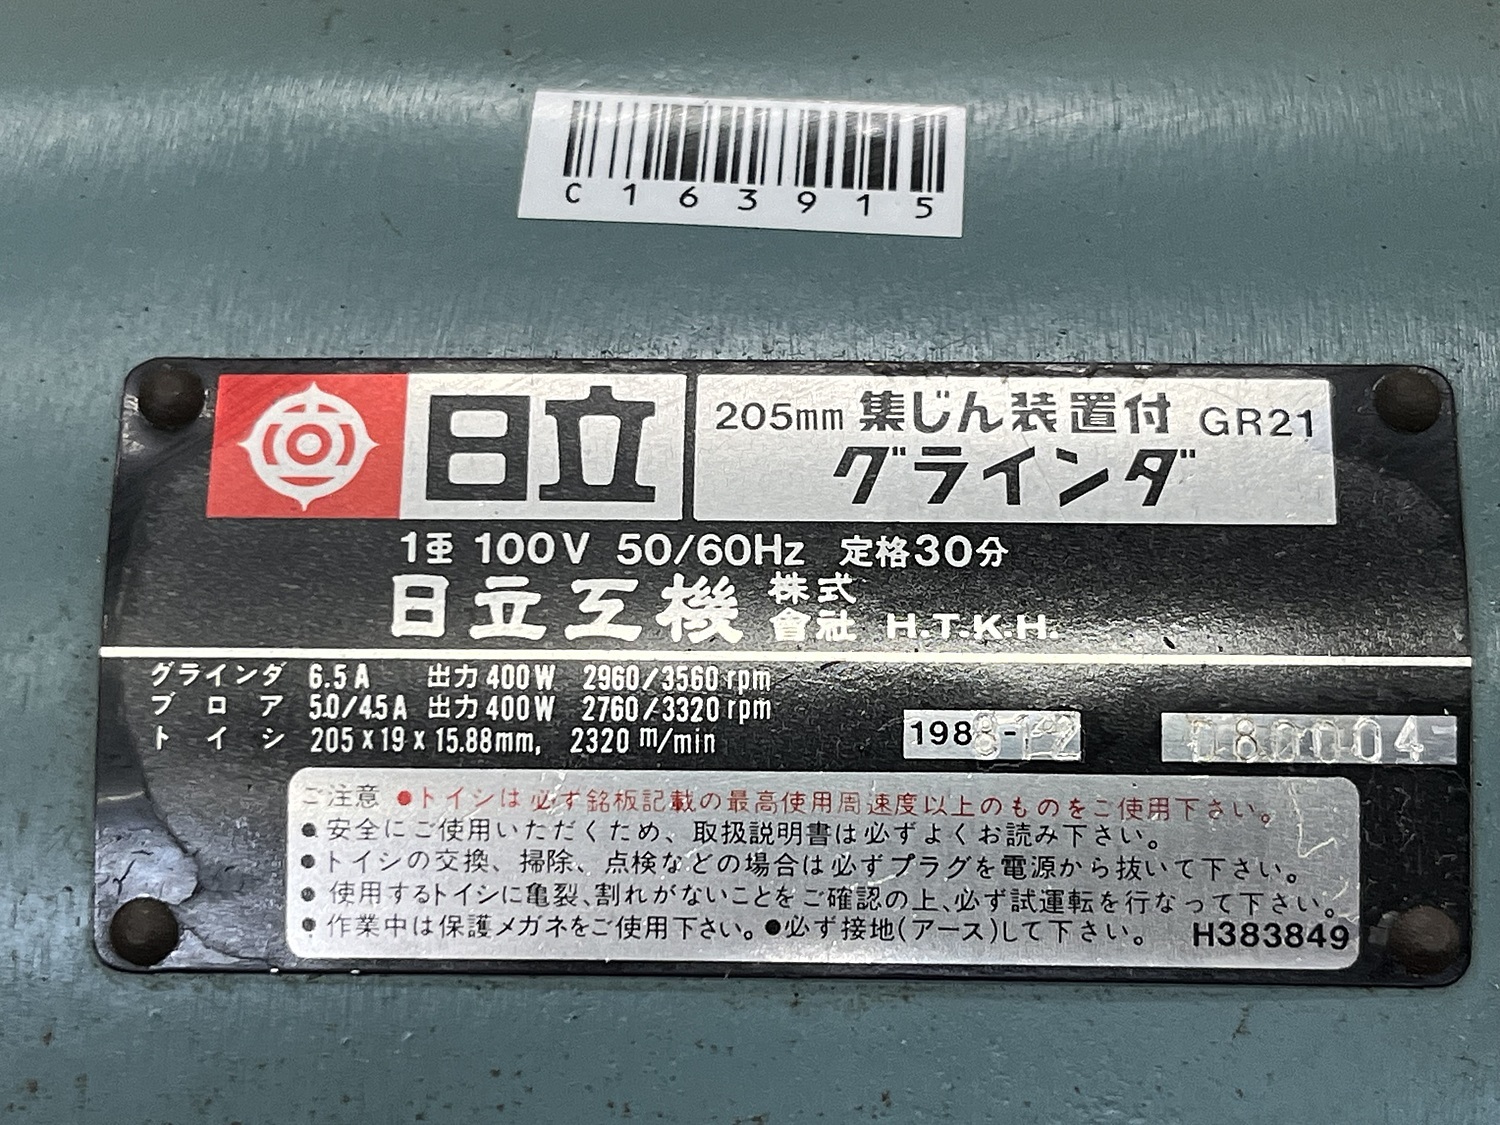 C163915
日立
205mm 集じん装置付 GR21
グラインダ
1Φ 100V 50/60Hz 定格30分
日立工機 株式會社 H.T.K.H.
グラインダ 6.5A 出力400W 2960/3560rpm
ブロア 5.0/4.5A 出力400W 2760/3320rpm
トイシ 205x19x15.88mm, 2320 m/min
1988-12
ご注意 ●トイシは必ず銘板記載の最高使用周速度以上のものをご使用下さい。
●安全にご使用いただくため、取扱説明書は必ずよくお読み下さい。
●トイシの交換、掃除、点検などの場合は必ずプラグを電源から抜いて下さい。
●使用するトイシに亀裂、割れがないことをご確認の上、必ず試運転を行なって下さい。
●作業中は保護メガネをご使用下さい。●必ず接地(アース)して下さい。 H383849